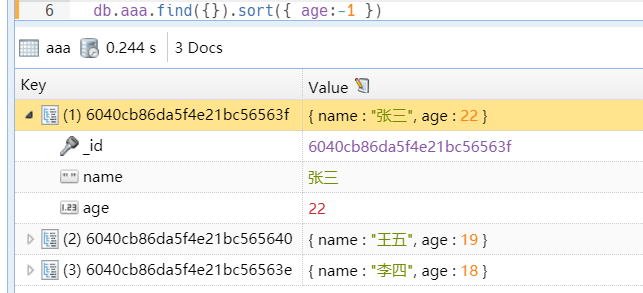 6 db.aaa.find({}).sort({ age:-1 })
aaa 0.244 s 3 Docs
Key Value
(1) 6040cb86da5f4e21bc56563f { name : "张三", age : 22 }
_id 6040cb86da5f4e21bc56563f
name 张三
1.23 age 22
(2) 6040cb86da5f4e21bc565640 { name : "王五", age : 19 }
(3) 6040cb86da5f4e21bc56563e { name : "李四", age : 18 }